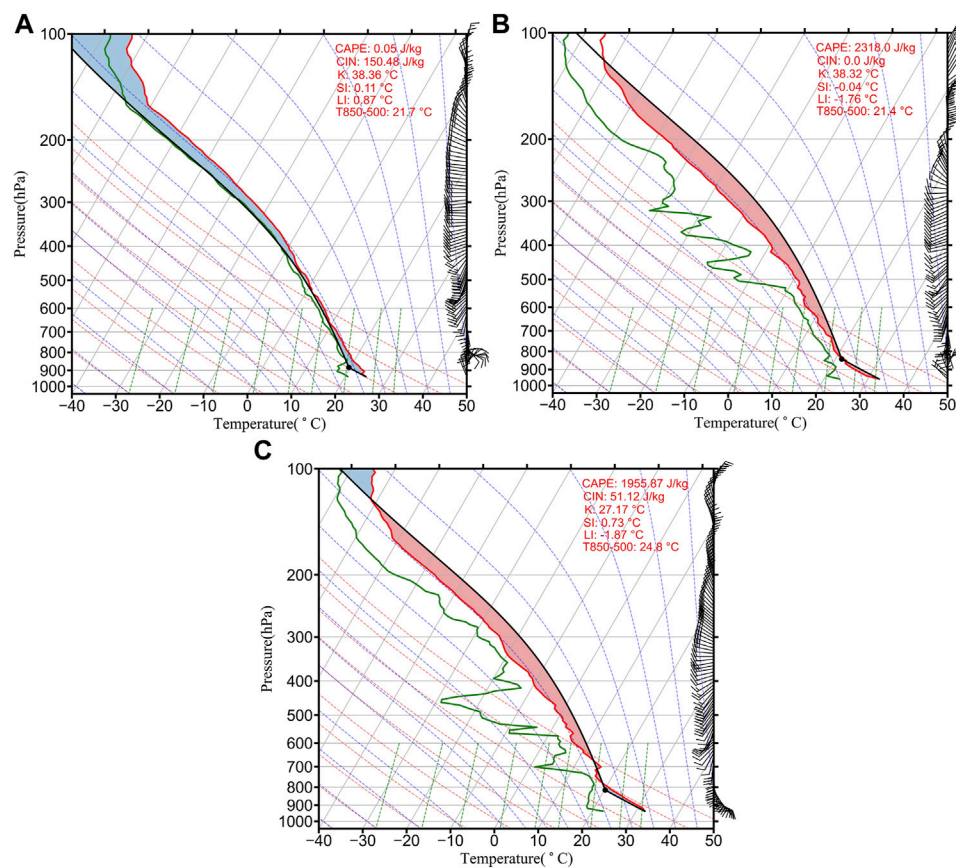 A
CAPE: 0.05 J/kg
CIN: 150.48 J/kg
K: 38.36 °C
SI: 0.11 °C
LI: 0.87 °C
T850-500: 21.7 °C
Pressure(hPa)
100
200
300
400
500
600
700
800
900
1000
−40 −30 −20 −10 0 10 20 30 40 50
Temperature( ° C)
B
CAPE: 2318.0 J/kg
CIN: 0.0 J/kg
K: 38.32 °C
SI: -0.04 °C
LI: -1.76 °C
T850-500: 21.4 °C
Pressure(hPa)
100
200
300
400
500
600
700
800
900
1000
−40 −30 −20 −10 0 10 20 30 40 50
Temperature( ° C)
C
CAPE: 1955.87 J/kg
CIN: 51.12 J/kg
K: 27.17 °C
SI: 0.73 °C
LI: -1.87 °C
T850-500: 24.8 °C
Pressure(hPa)
100
200
300
400
500
600
700
800
900
1000
−40 −30 −20 −10 0 10 20 30 40 50
Temperature( ° C)